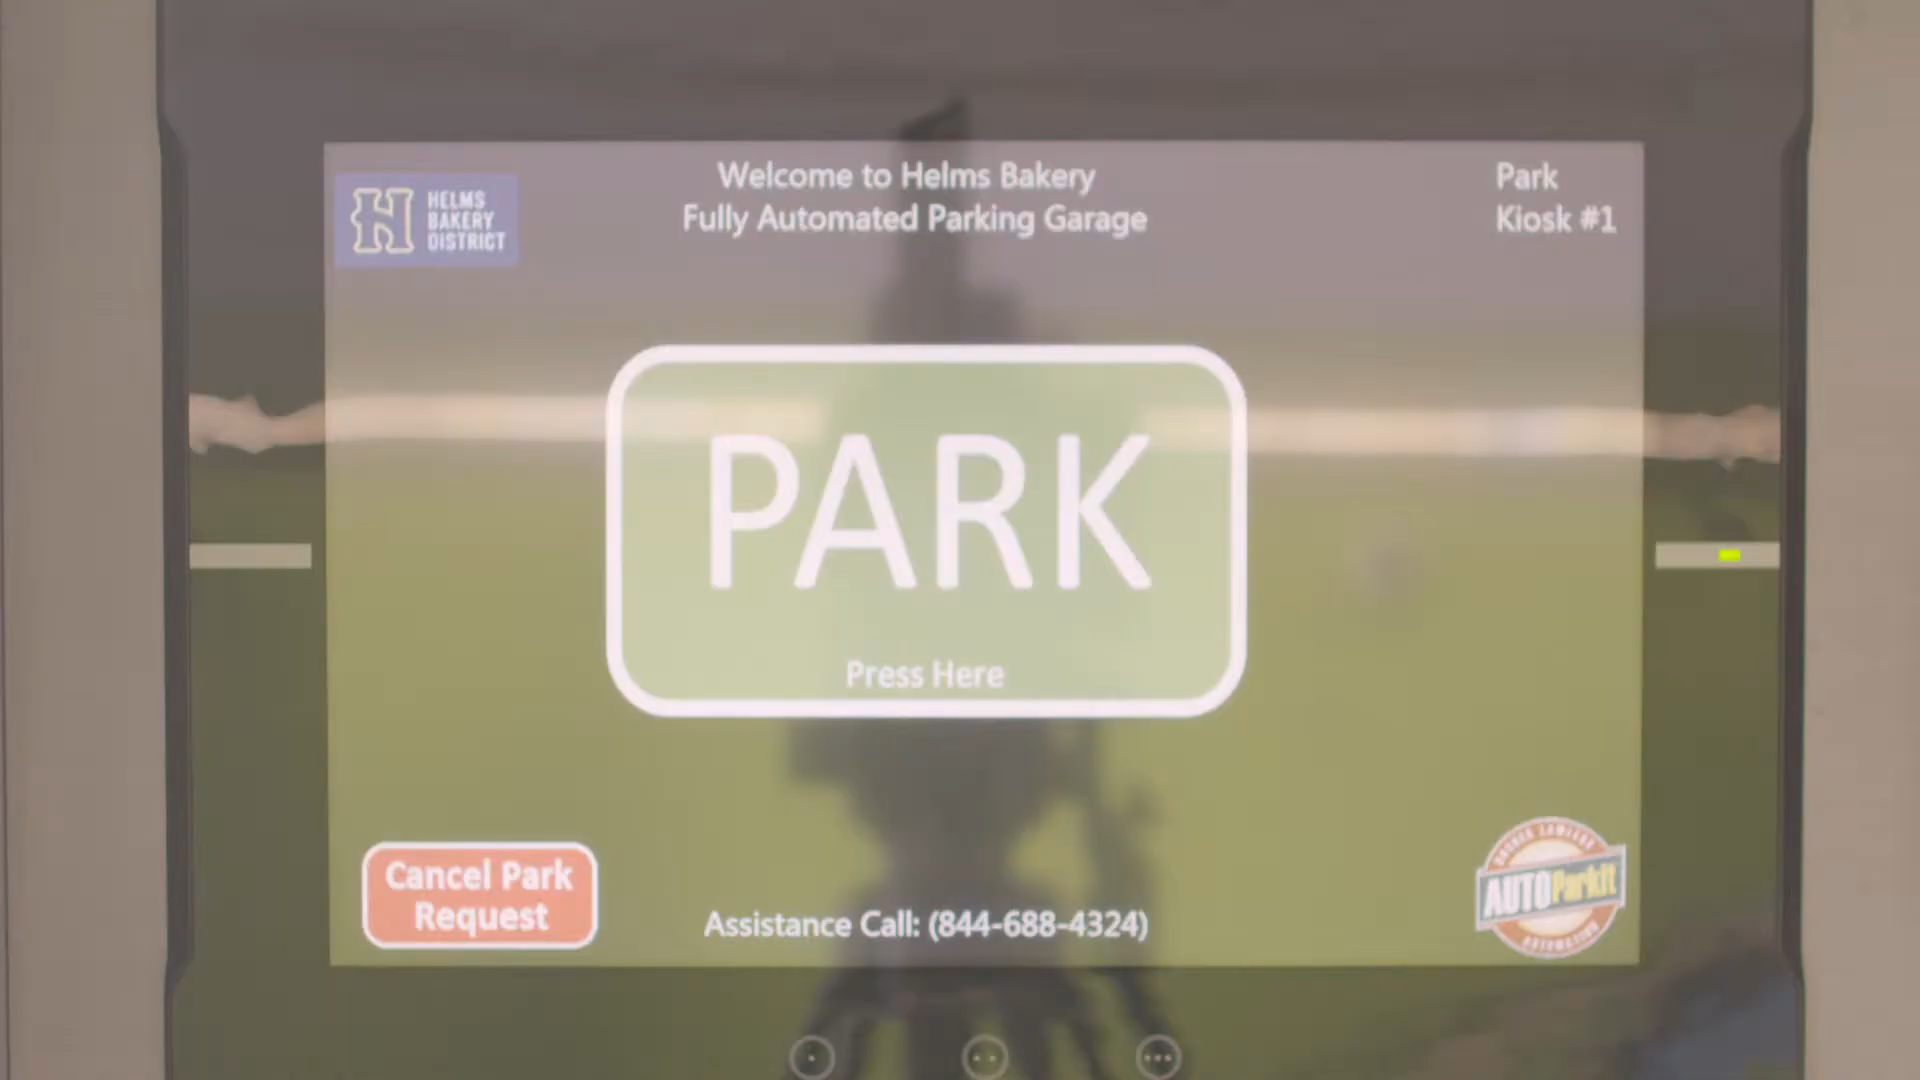 HELMS
BAKERY
DISTRICT
Welcome to Helms Bakery
Fully Automated Parking Garage
Park
Kiosk #1
PARK
Press Here
Cancel Park
Request
Assistance Call: (844-688-4324)
AUTOParkit
AUTOMATION